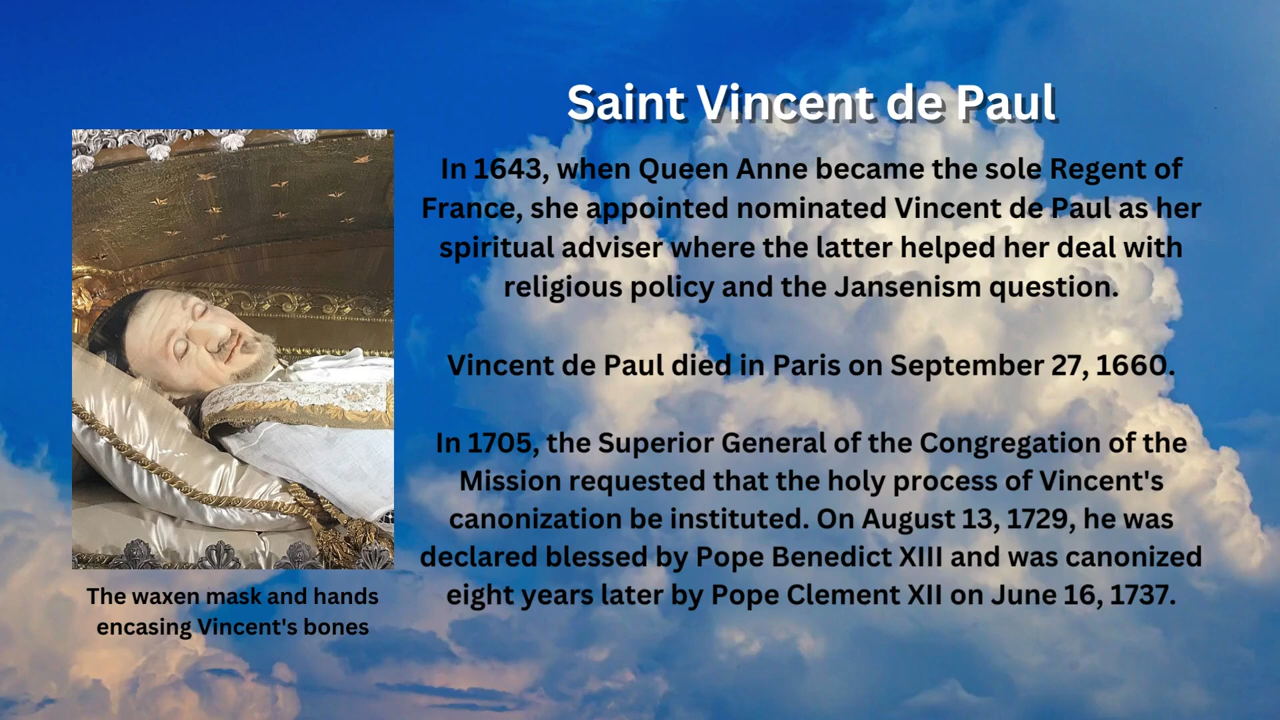 Saint Vincent de Paul
In 1643, when Queen Anne became the sole Regent of
France, she appointed nominated Vincent de Paul as her
spiritual adviser where the latter helped her deal with
religious policy and the Jansenism question.
Vincent de Paul died in Paris on September 27, 1660.
In 1705, the Superior General of the Congregation of the
Mission requested that the holy process of Vincent's
canonization be instituted. On August 13, 1729, he was
declared blessed by Pope Benedict XIII and was canonized
eight years later by Pope Clement XII on June 16, 1737.
The waxen mask and hands
encasing Vincent's bones